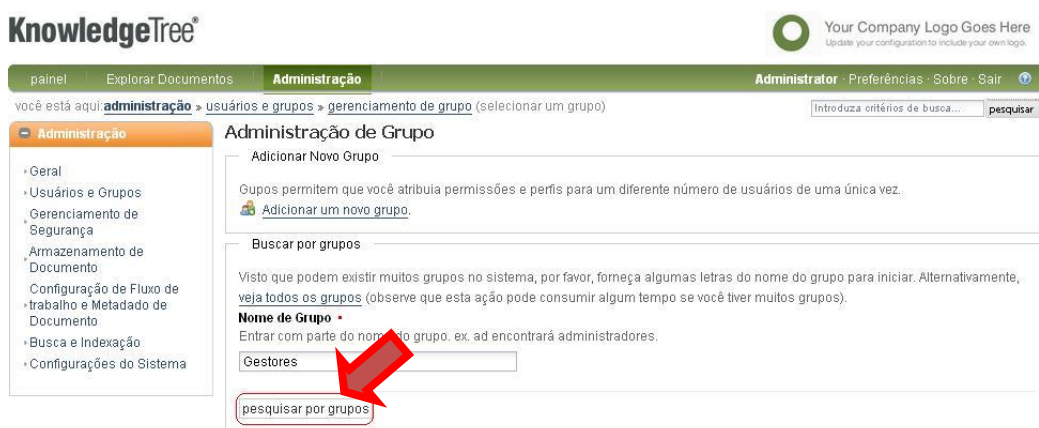 KnowledgeTree®
Your Company Logo Goes Here
Update your configuration to include your own logo.
painel Explorar Documentos Administração Administrator · Preferências · Sobre · Sair
você está aqui:administração » usuários e grupos » gerenciamento de grupo (selecionar um grupo)
Introduza critérios de busca... pesquisar
Administração
Geral
Usuários e Grupos
Gerenciamento de
Segurança
Armazenamento de
Documento
Configuração de Fluxo de
trabalho e Metadado de
Documento
Busca e Indexação
Configurações do Sistema
Administração de Grupo
Adicionar Novo Grupo
Gupos permitem que você atribuia permissões e perfis para um diferente número de usuários de uma única vez.
Adicionar um novo grupo.
Buscar por grupos
Visto que podem existir muitos grupos no sistema, por favor, forneça algumas letras do nome do grupo para iniciar. Alternativamente,
veja todos os grupos (observe que esta ação pode consumir algum tempo se você tiver muitos grupos).
Nome de Grupo
Entrar com parte do nome do grupo. ex. ad encontrará administradores.
Gestores
pesquisar por grupos